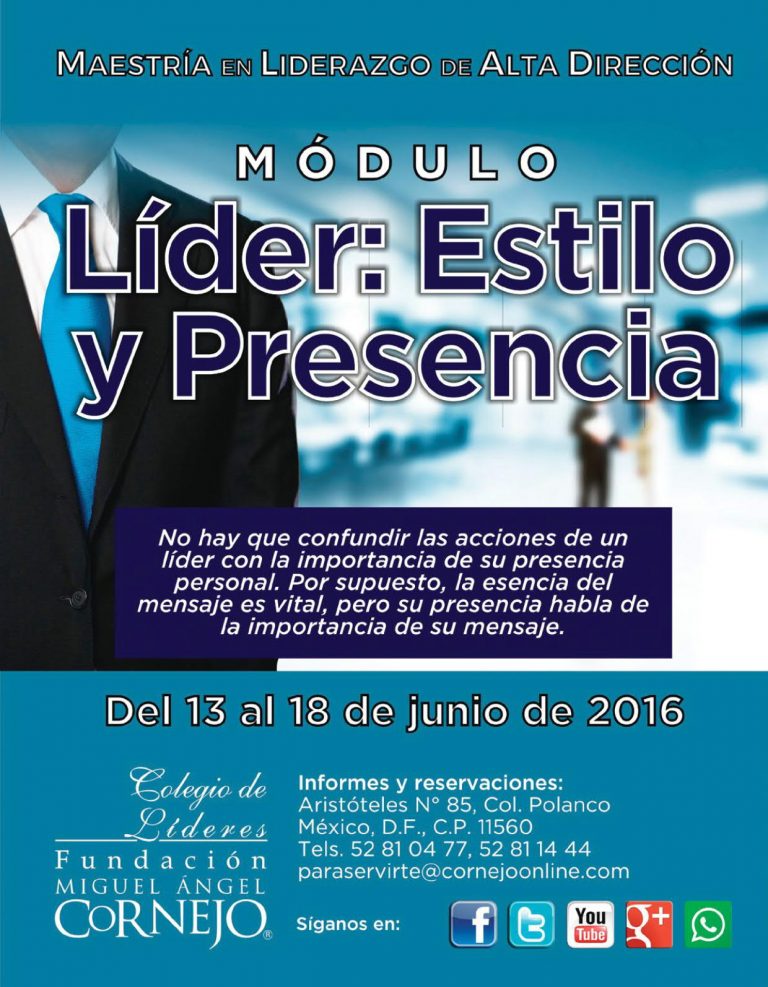 MAESTRÍA EN LIDERAZGO DE ALTA DIRECCIÓN
MÓDULO
Líder: Estilo
y Presencia
No hay que confundir las acciones de un
líder con la importancia de su presencia
personal. Por supuesto, la esencia del
mensaje es vital, pero su presencia habla de
la importancia de su mensaje.
Del 13 al 18 de junio de 2016
Colegio de
Líderes
Fundación
MIGUEL ÁNGEL
CORNEJO®
Informes y reservaciones:
Aristóteles N° 85, Col. Polanco
México, D.F., C.P. 11560
Tels. 52 81 04 77, 52 81 14 44
paraservirte@cornejoonline.com
Síganos en:
You
Tube